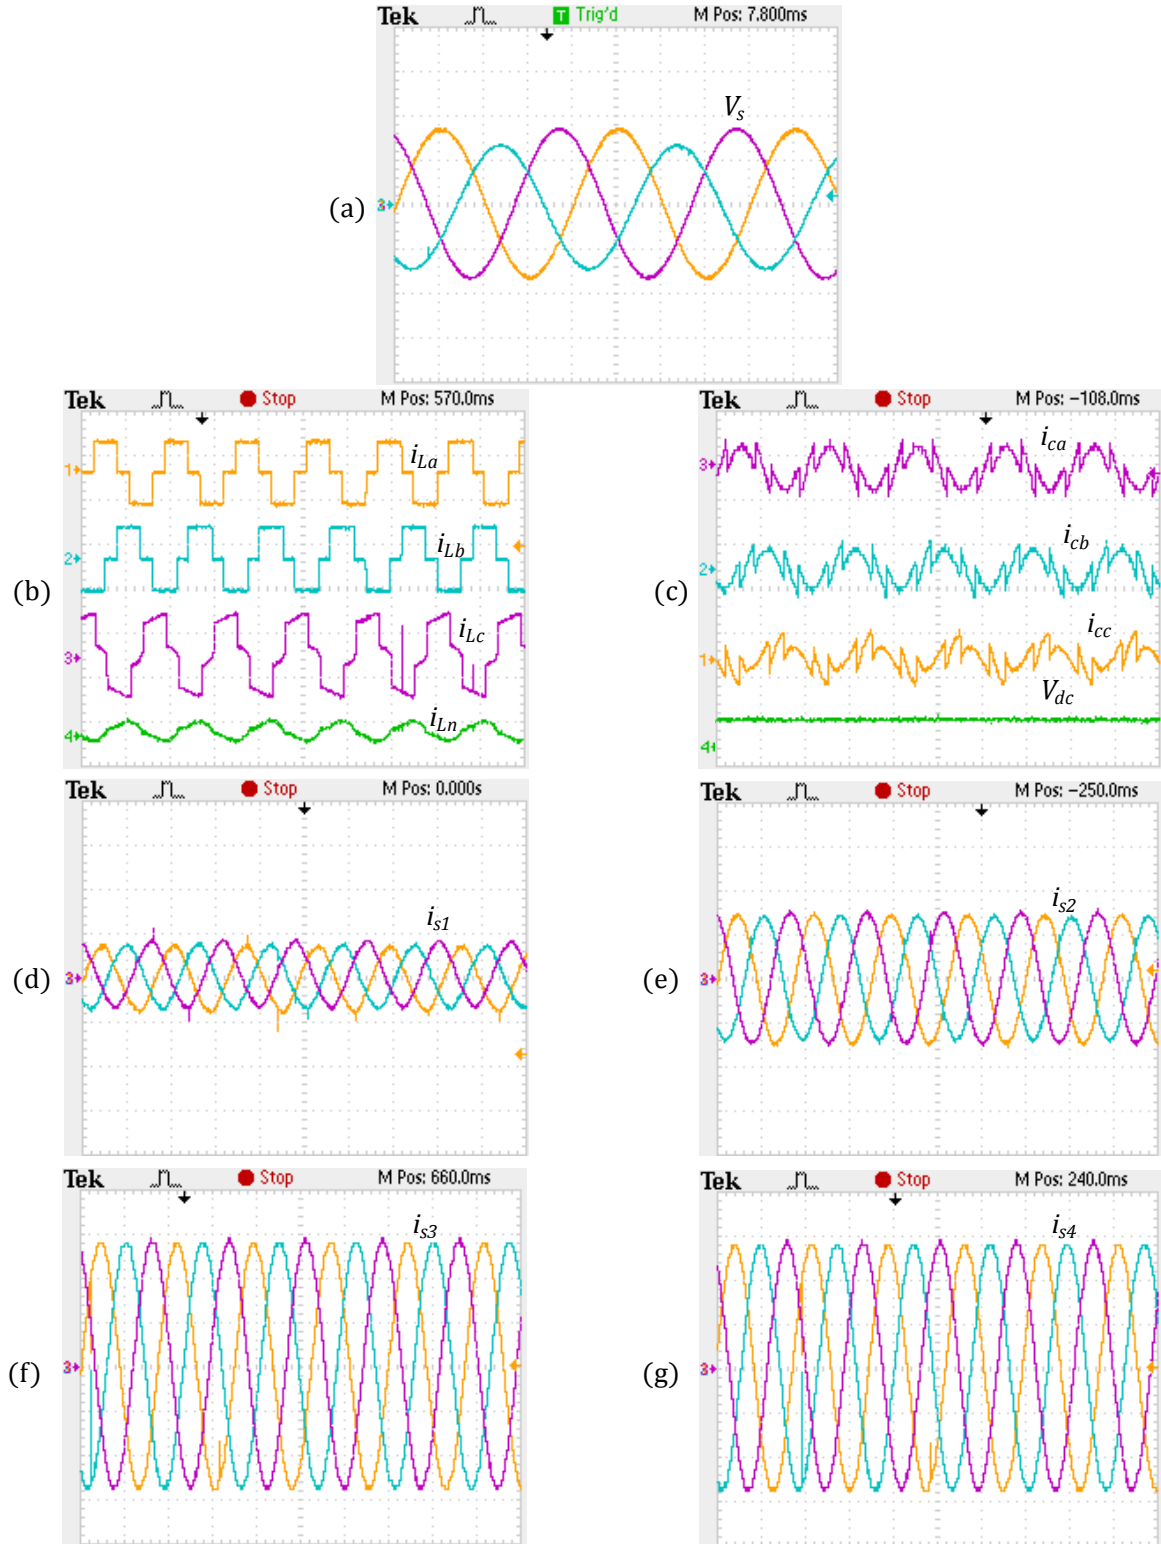 Tek T Trig'd M Pos: 7.800ms
V_s
(a) 3
Tek Stop M Pos: 570.0ms
1 i_La
2 i_Lb
(b)
3 i_Lc
i_Ln
4
Tek Stop M Pos: −108.0ms
3 i_ca
i_cb
2
(c)
i_cc
1
V_dc
4
Tek Stop M Pos: 0.000s
i_s1
(d) 3
Tek Stop M Pos: −250.0ms
i_s2
(e) 3
Tek Stop M Pos: 660.0ms
i_s3
(f) 3
Tek Stop M Pos: 240.0ms
i_s4
(g) 3